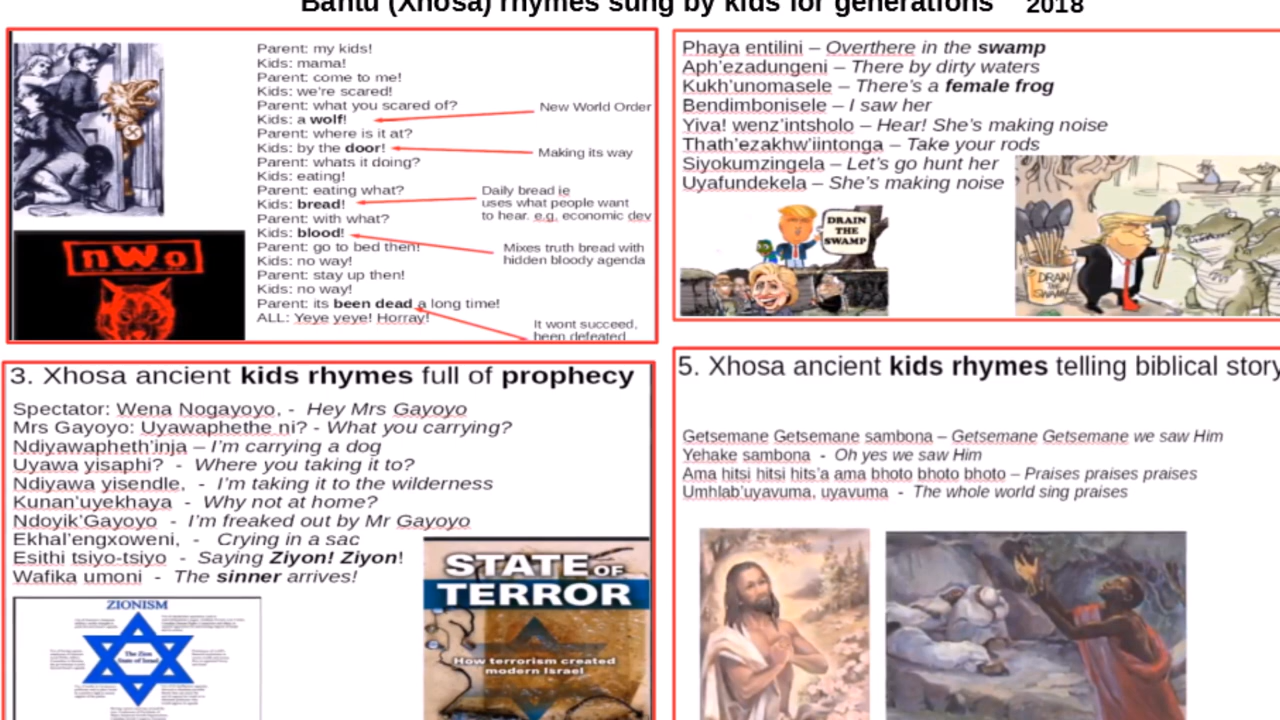 Bantu (Xhosa) rhymes sung by kids for generations 2018
Parent: my kids!
Kids: mama!
Parent: come to me!
Kids: we're scared!
Parent: what you scared of?
Kids: a wolf!
Parent: where is it at?
Kids: by the door!
Parent: whats it doing?
Kids: eating!
Parent: eating what?
Kids: bread!
Parent: with what?
Kids: blood!
Parent: go to bed then!
Kids: no way!
Parent: stay up then!
Kids: no way!
Parent: its been dead a long time!
ALL: Yeye yeye! Horray!
New World Order
Making its way
Daily bread ie
uses what people want
to hear. e.g. economic dev
Mixes truth bread with
hidden bloody agenda
It wont succeed,
been defeated
nWo
Phaya entilini – Overthere in the swamp
Aph'ezadungeni – There by dirty waters
Kukh'unomasele – There's a female frog
Bendimbonisele – I saw her
Yiva! wenz'intsholo – Hear! She's making noise
Thath'ezakhw'iintonga – Take your rods
Siyokumzingela – Let's go hunt her
Uyafundekela – She's making noise
DRAIN
THE
SWAMP
DRAIN
THE
SWAMP
3. Xhosa ancient kids rhymes full of prophecy
Spectator: Wena Nogayoyo, - Hey Mrs Gayoyo
Mrs Gayoyo: Uyawaphethe ni? - What you carrying?
Ndiyawapheth'inja – I'm carrying a dog
Uyawa yisaphi? - Where you taking it to?
Ndiyawa yisendle, - I'm taking it to the wilderness
Kunan'uyekhaya - Why not at home?
Ndoyik'Gayoyo - I'm freaked out by Mr Gayoyo
Ekhal'engxoweni, - Crying in a sac
Esithi tsiyo-tsiyo - Saying Ziyon! Ziyon!
Wafika umoni - The sinner arrives!
ZIONISM
The Zion
State of Israel
STATE OF
TERROR
How terrorism created
modern Israel
5. Xhosa ancient kids rhymes telling biblical story
Getsemane Getsemane sambona – Getsemane Getsemane we saw Him
Yehake sambona - Oh yes we saw Him
Ama hitsi hitsi hits'a ama bhoto bhoto bhoto – Praises praises praises
Umhlab'uyavuma, uyavuma - The whole world sing praises